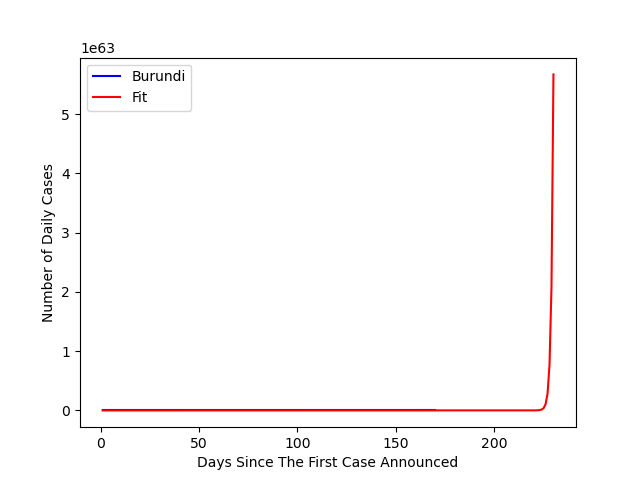 1e63
Burundi
Fit
Number of Daily Cases
5
4
3
2
1
0
0 50 100 150 200
Days Since The First Case Announced